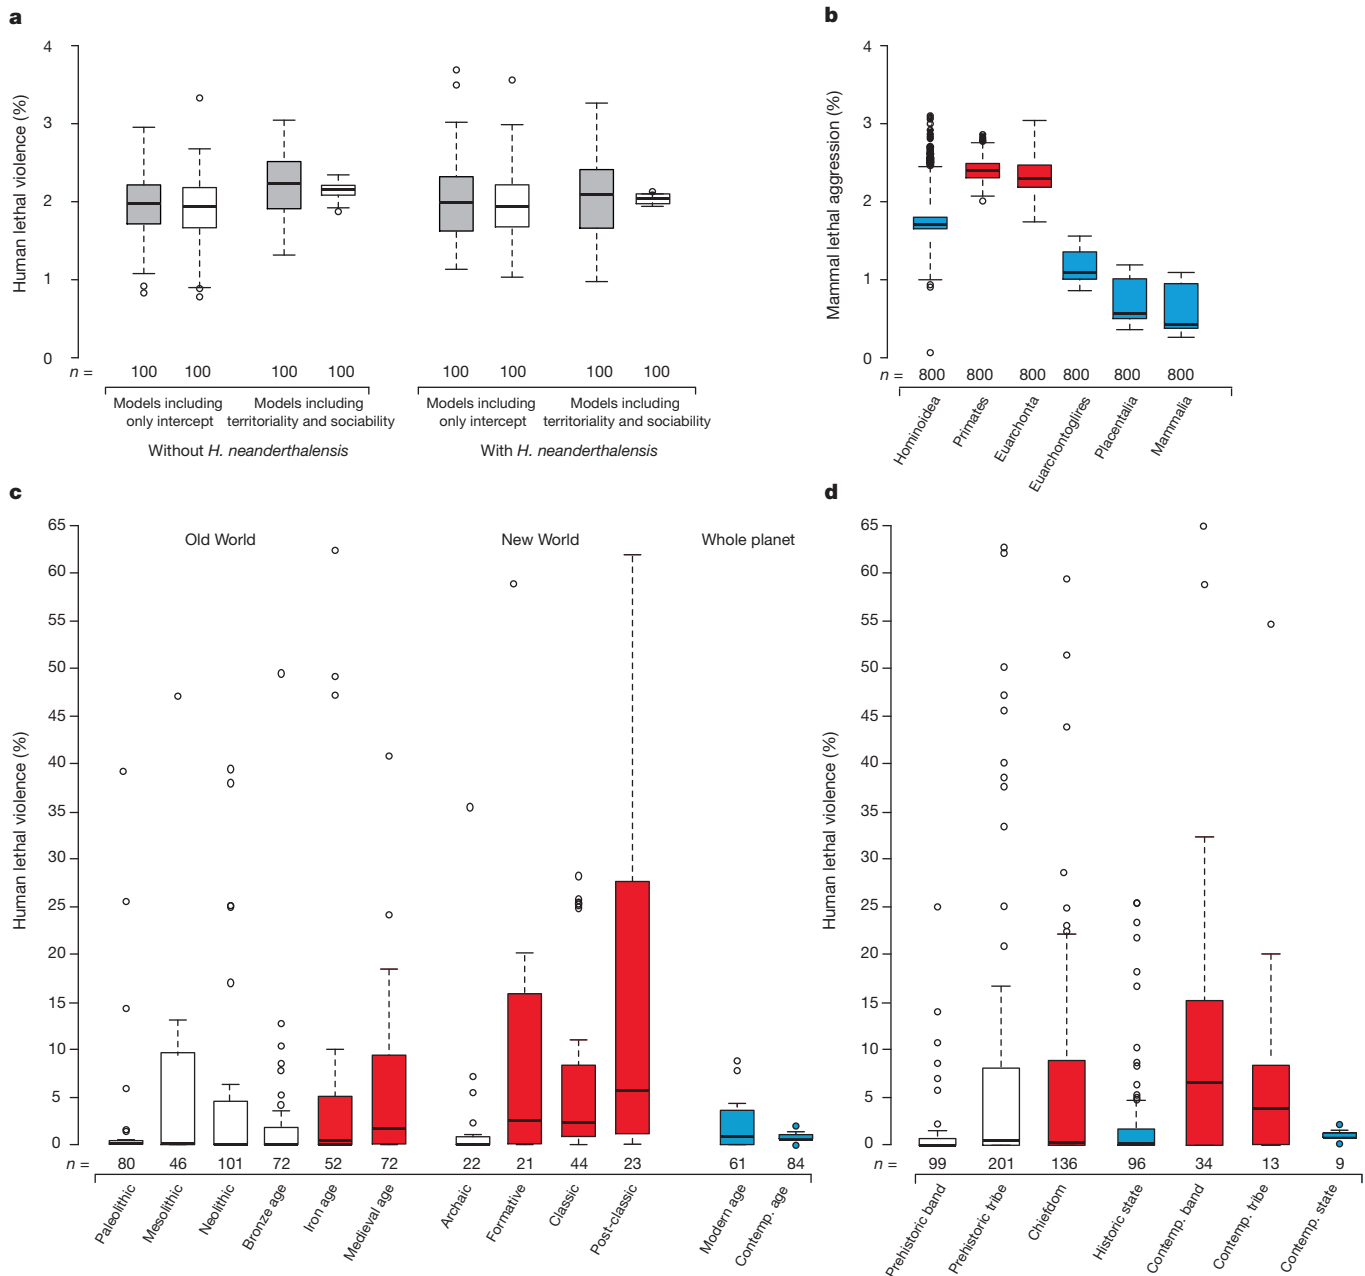 a
Human lethal violence (%)
4
3
2
1
0
n = 100 100 100 100 100 100 100 100
Models including only intercept
Models including territoriality and sociability
Models including only intercept
Models including territoriality and sociability
Without H. neanderthalensis
With H. neanderthalensis
b
Mammal lethal aggression (%)
4
3
2
1
0
n = 800 800 800 800 800 800
Hominoidea
Primates
Euarchonta
Euarchontoglires
Placentalia
Mammalia
c
Old World
New World
Whole planet
Human lethal violence (%)
65
60
55
50
45
40
35
30
25
20
15
10
5
0
n = 80 46 101 72 52 72 22 21 44 23 61 84
Paleolithic
Mesolithic
Neolithic
Bronze age
Iron age
Medieval age
Archaic
Formative
Classic
Post-classic
Modern age
Contemp. age
d
Human lethal violence (%)
65
60
55
50
45
40
35
30
25
20
15
10
5
0
n = 99 201 136 96 34 13 9
Prehistoric band
Prehistoric tribe
Chiefdom
Historic state
Contemp. band
Contemp. tribe
Contemp. state